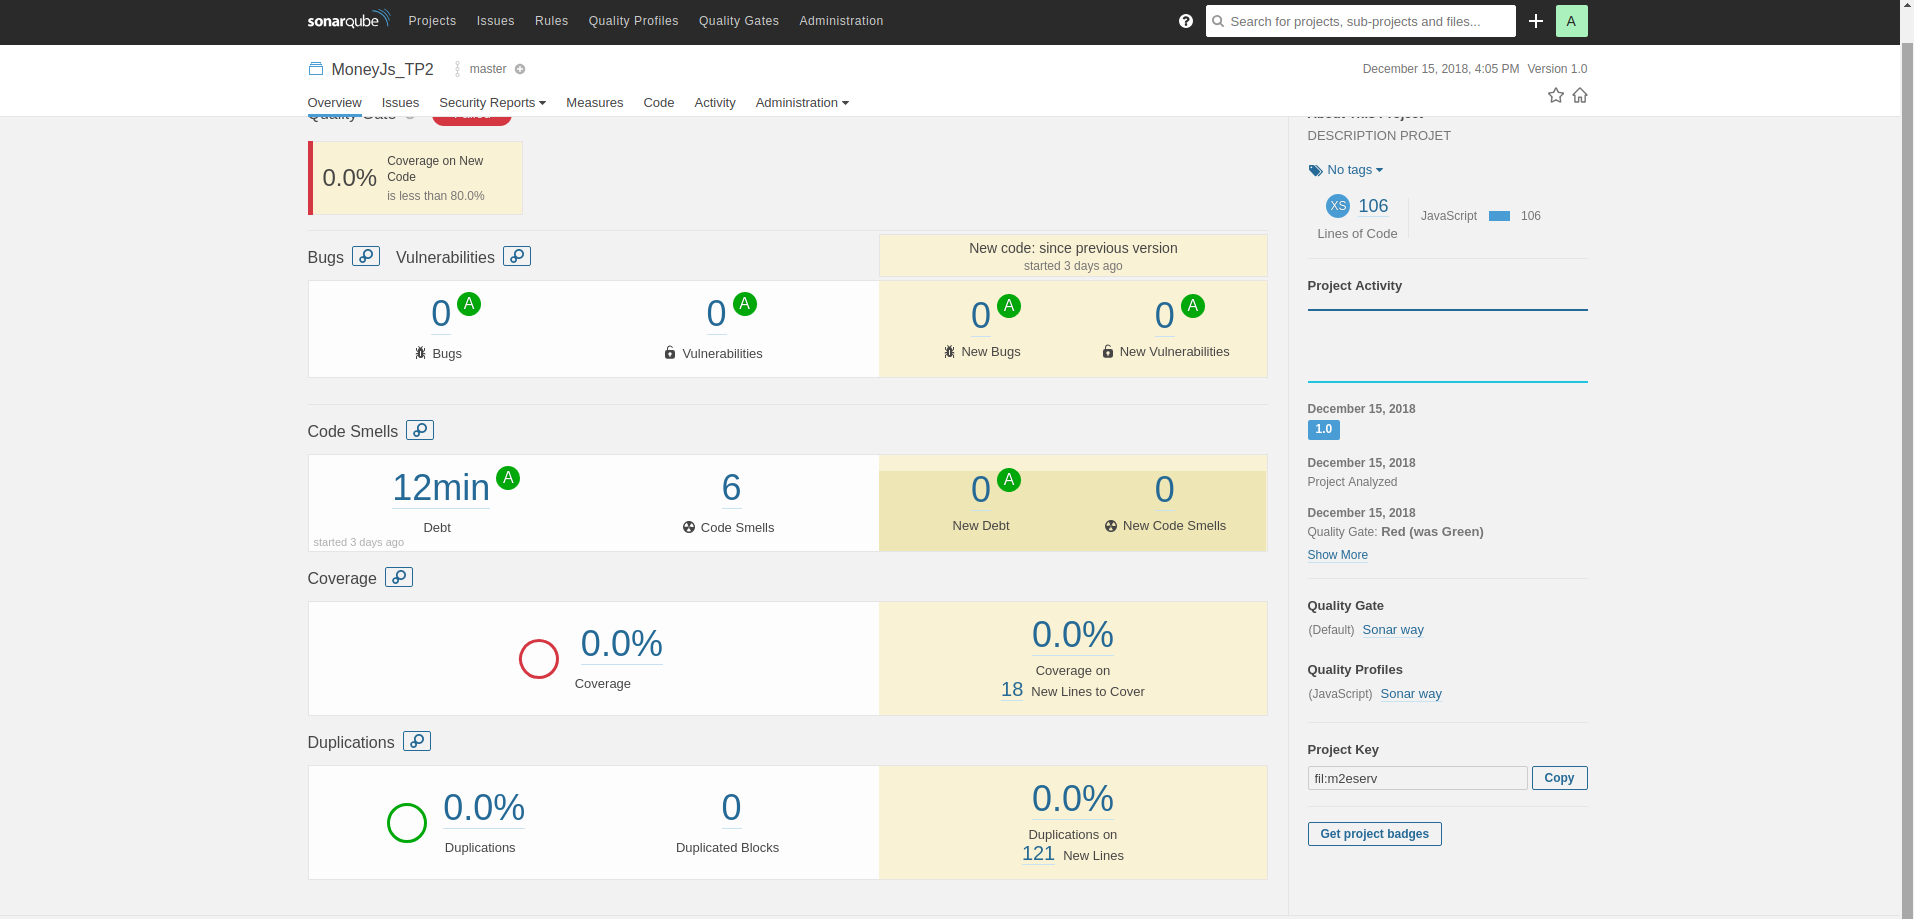 sonarqube Projects Issues Rules Quality Profiles Quality Gates Administration ? Search for projects, sub-projects and files... A
MoneyJs_TP2 master December 15, 2018, 4:05 PM Version 1.0
Overview Issues Security Reports Measures Code Activity Administration
Quality Gate Failed
0.0% Coverage on New
Code
is less than 80.0%
Bugs Vulnerabilities
New code: since previous version
started 3 days ago
0 A
Bugs
0 A
Vulnerabilities
0 A
New Bugs
0 A
New Vulnerabilities
Code Smells
12min A
Debt
started 3 days ago
6
Code Smells
0 A
New Debt
0
New Code Smells
Coverage
0.0%
Coverage
0.0%
Coverage on
18 New Lines to Cover
Duplications
0.0%
Duplications
0
Duplicated Blocks
0.0%
Duplications on
121 New Lines
About This Project
DESCRIPTION PROJET
No tags
XS 106
Lines of Code
JavaScript 106
Project Activity
December 15, 2018
1.0
December 15, 2018
Project Analyzed
December 15, 2018
Quality Gate: Red (was Green)
Show More
Quality Gate
(Default) Sonar way
Quality Profiles
(JavaScript) Sonar way
Project Key
fil:m2eserv Copy
Get project badges